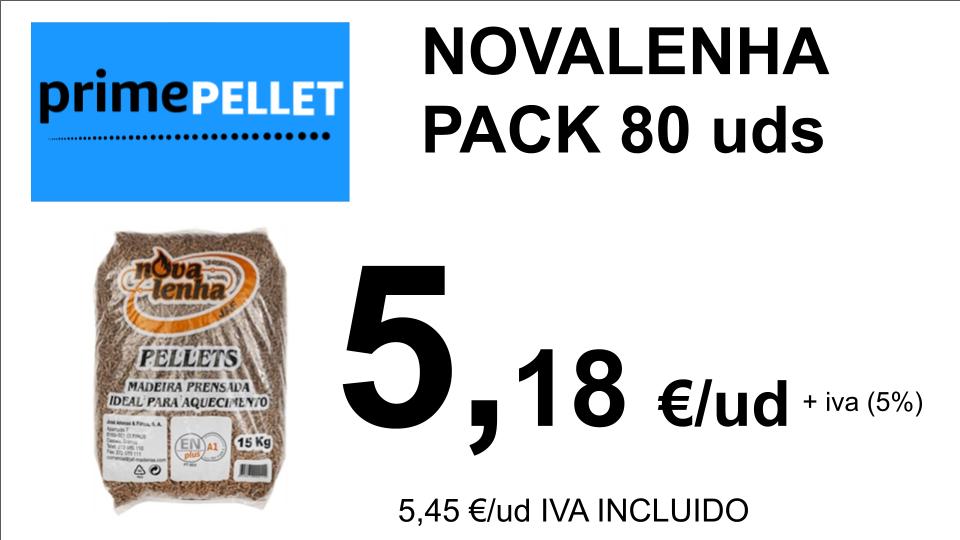 primePELLET
NOVALENHA
PACK 80 uds
nova
lenha
PELLETS
MADEIRA PRENSADA
IDEAL PARA AQUECIMENTO
15 Kg
EN
plus
A1
5,18 €/ud + iva (5%)
5,45 €/ud IVA INCLUIDO